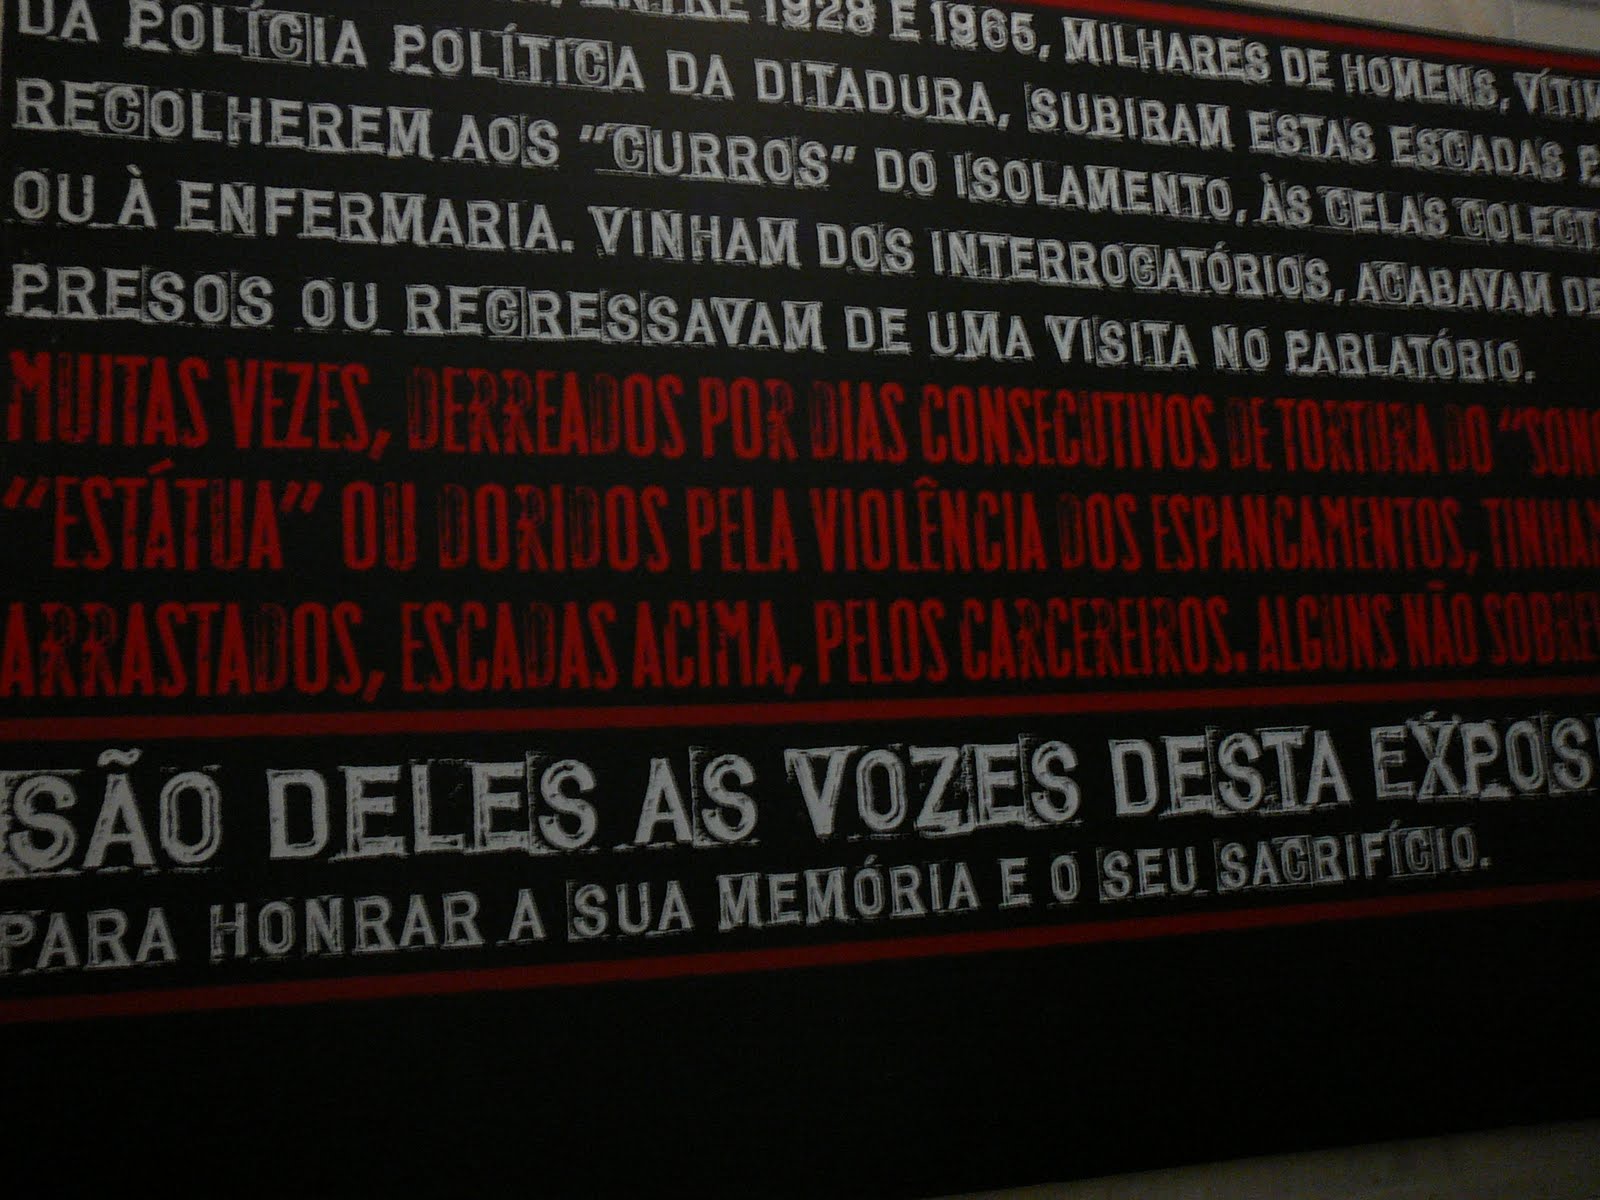 ENTRE 1928 E 1965, MILHARES DE HOMENS,
DA POLÍCIA POLÍTICA DA DITADURA, SUBIRAM ESTAS ESCADAS
RECOLHEREM AOS "CURROS" DO ISOLAMENTO, ÀS CELAS
OU À ENFERMARIA. VINHAM DOS INTERROGATÓRIOS, ACABAVAM DE
PRESOS OU REGRESSAVAM DE UMA VISITA NO PARLATÓRIO.
MUITAS VEZES, DERREADOS POR DIAS CONSECUTIVOS DE TORTURA DO
"ESTÁTUA" OU DORIDOS PELA VIOLÊNCIA DOS ESPANCAMENTOS,
ARRASTADOS, ESCADAS ACIMA, PELOS CARCEREIROS. ALGUNS NÃO
SÃO DELES AS VOZES DESTA
PARA HONRAR A SUA MEMÓRIA E O SEU SACRIFÍCIO.